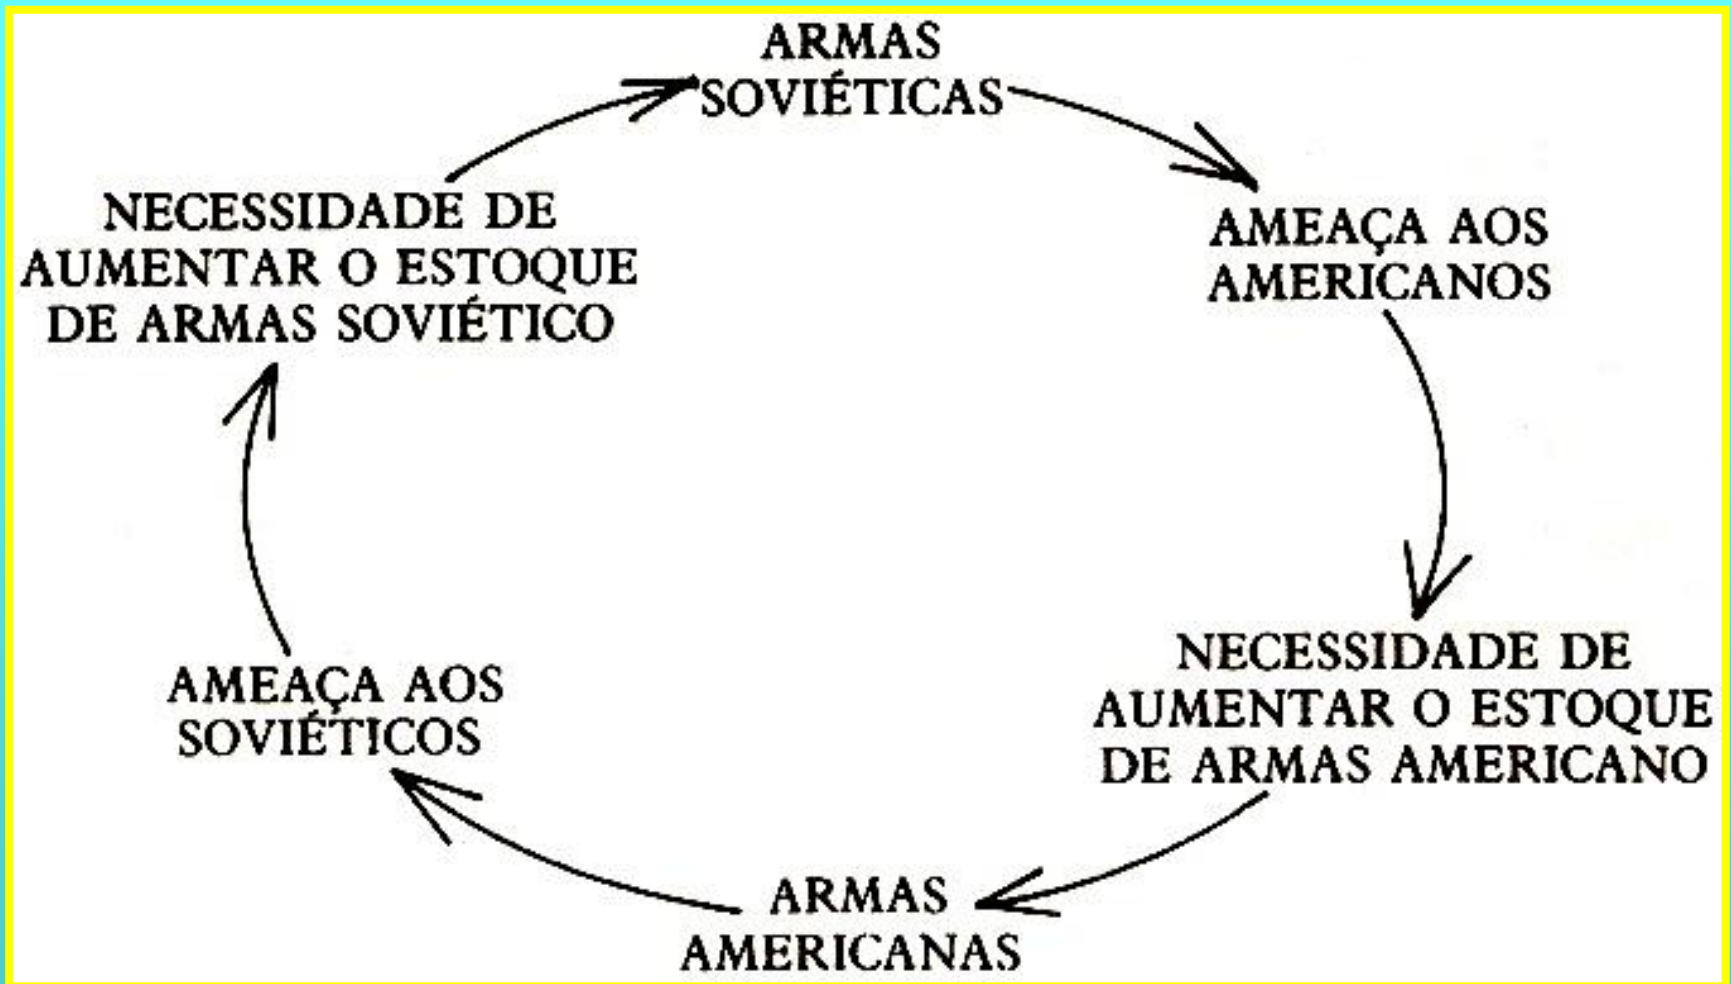 ARMAS
SOVIÉTICAS
AMEAÇA AOS
AMERICANOS
NECESSIDADE DE
AUMENTAR O ESTOQUE
DE ARMAS AMERICANO
ARMAS
AMERICANAS
AMEAÇA AOS
SOVIÉTICOS
NECESSIDADE DE
AUMENTAR O ESTOQUE
DE ARMAS SOVIÉTICO